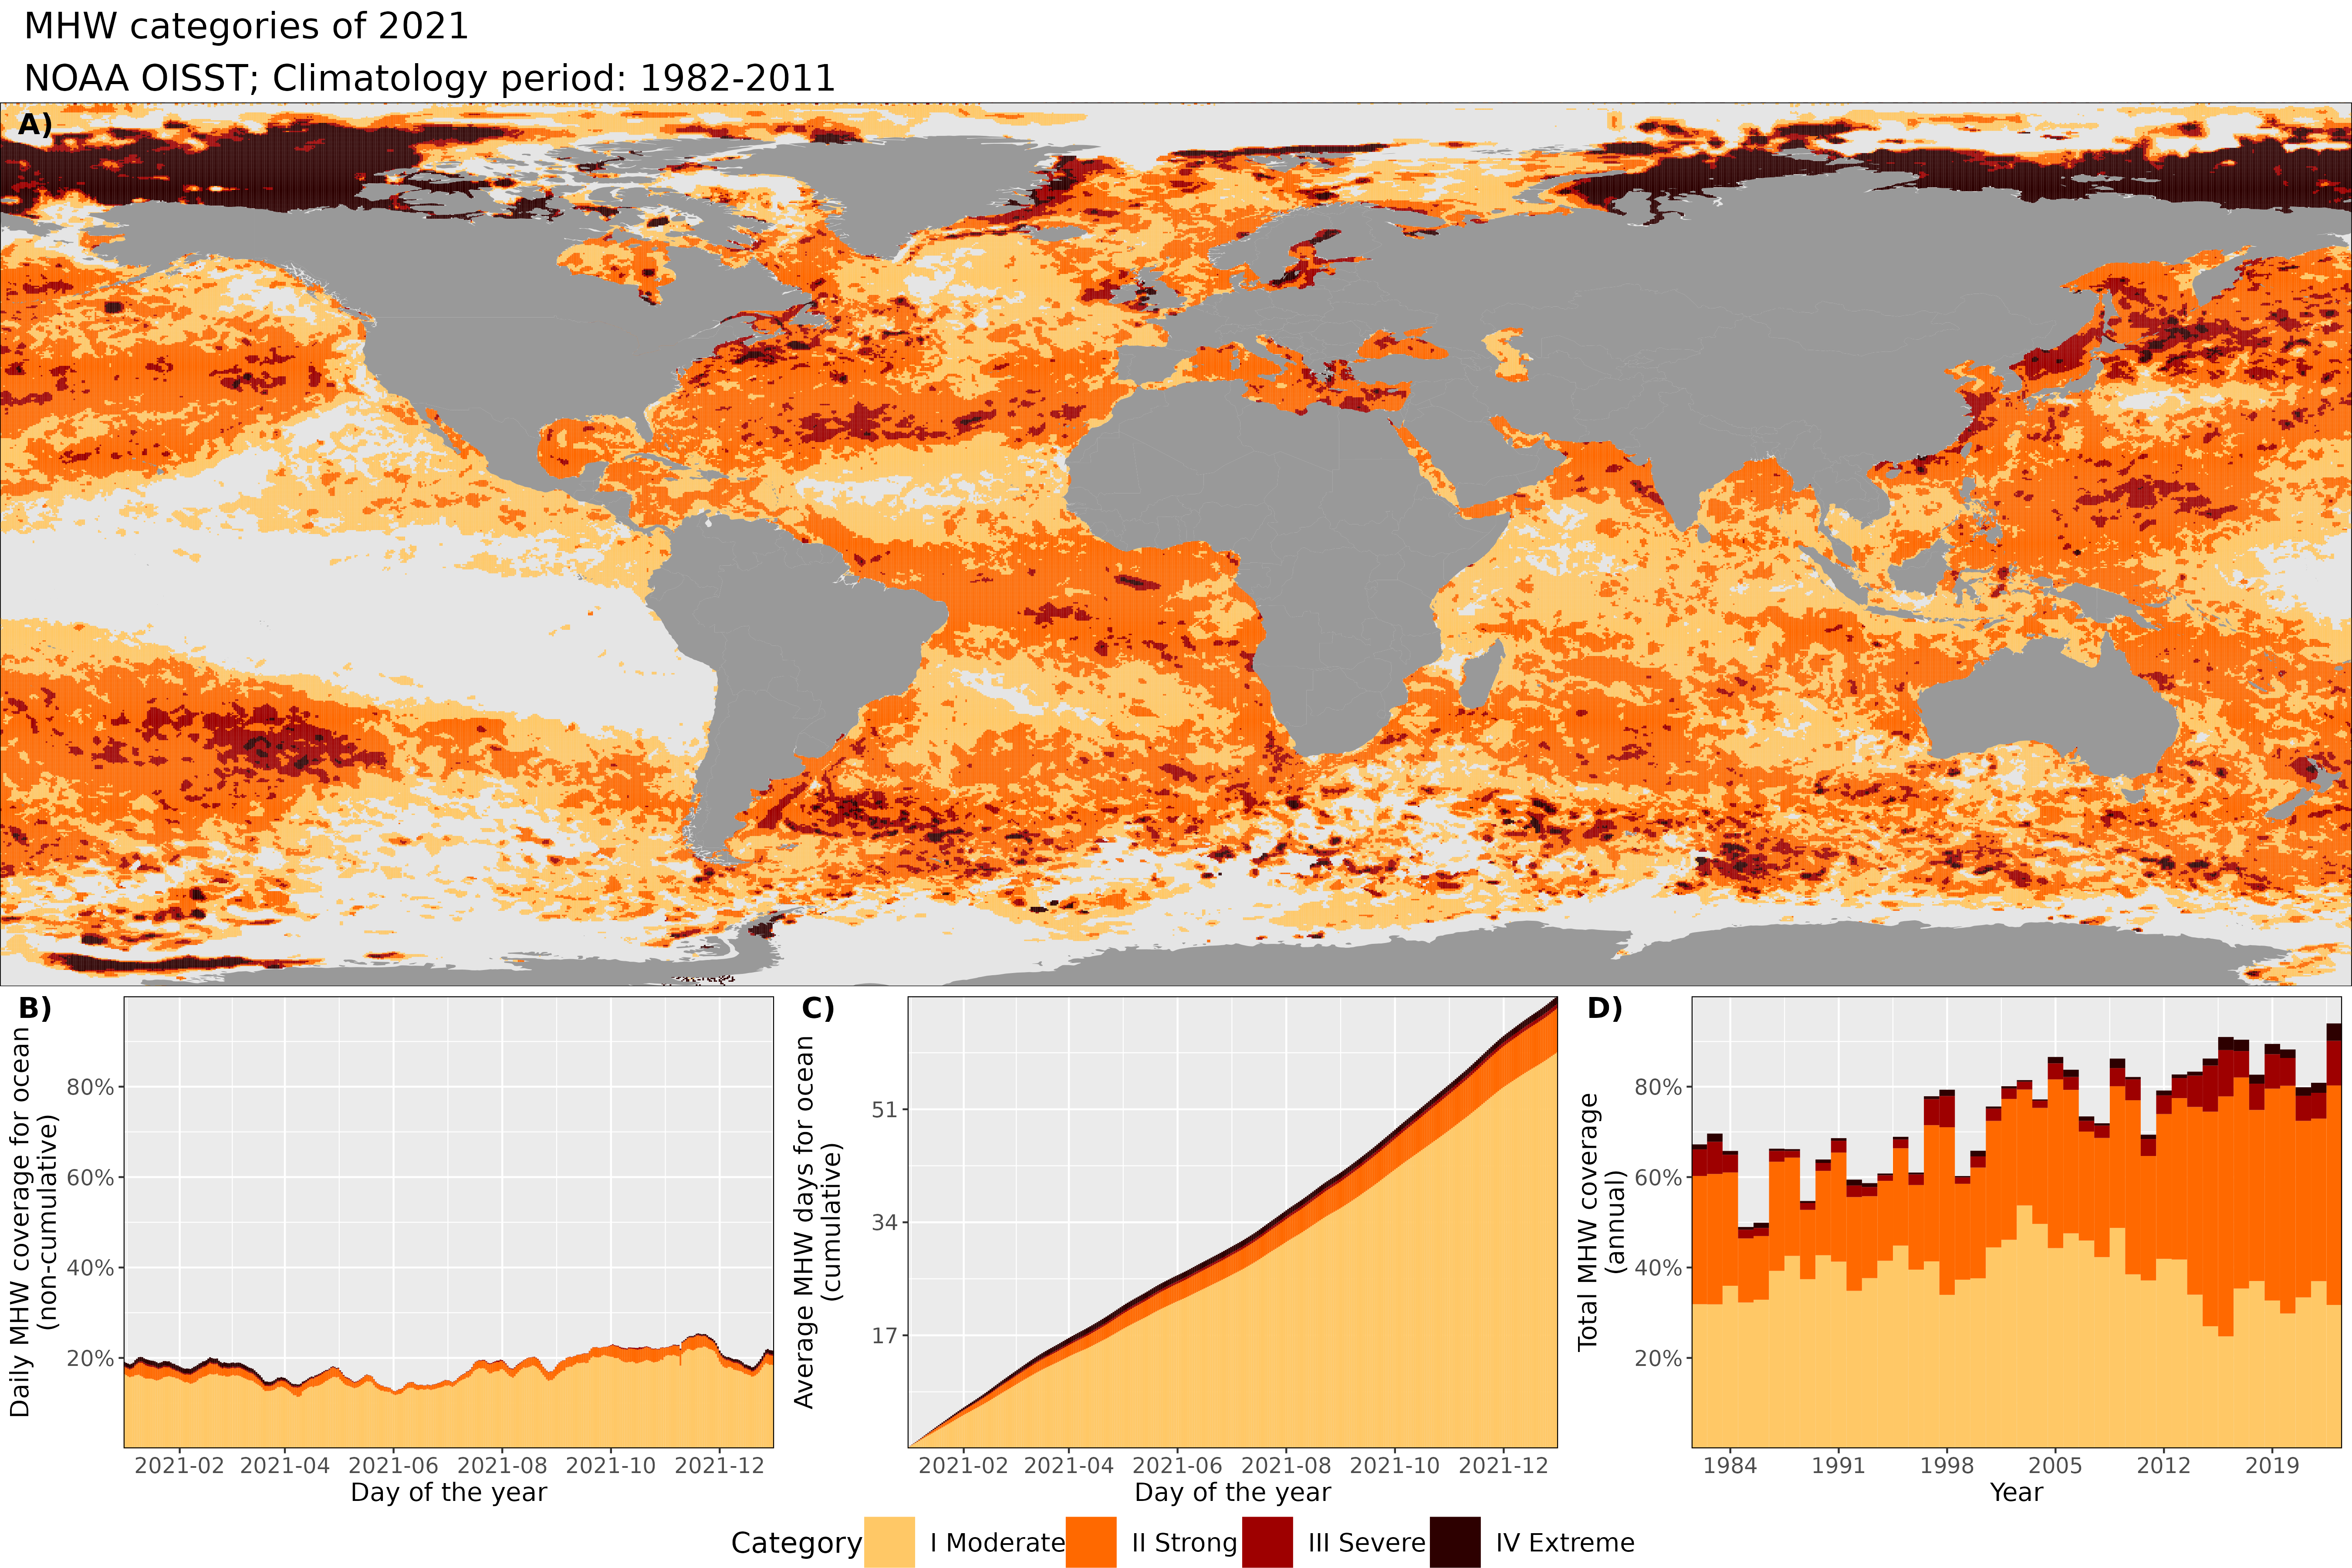 MHW categories of 2021
NOAA OISST; Climatology period: 1982-2011
A)
B)
Daily MHW coverage for ocean
(non-cumulative)
80%
60%
40%
20%
2021-02 2021-04 2021-06 2021-08 2021-10 2021-12
Day of the year
C)
Average MHW days for ocean
(cumulative)
51
34
17
2021-02 2021-04 2021-06 2021-08 2021-10 2021-12
Day of the year
D)
Total MHW coverage
(annual)
80%
60%
40%
20%
1984 1991 1998 2005 2012 2019
Year
Category I Moderate II Strong III Severe IV Extreme